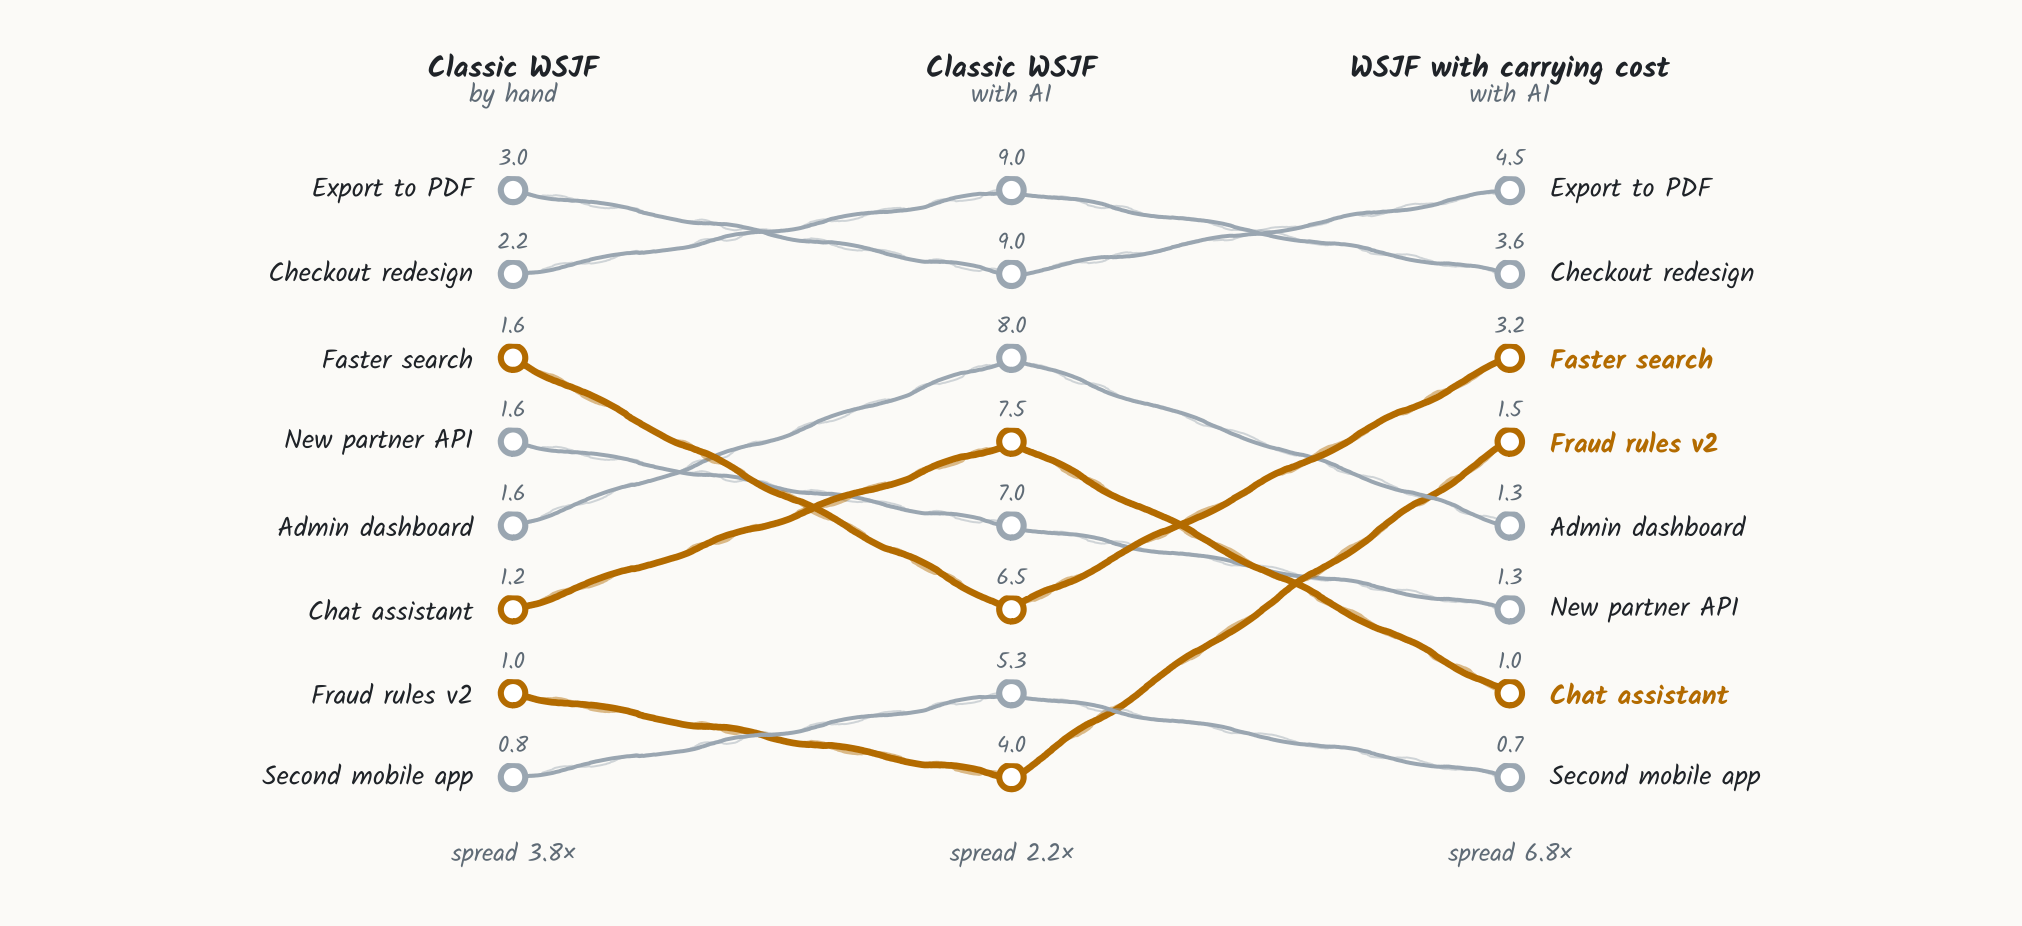 Classic WSJF
by hand
Classic WSJF
with AI
WSJF with carrying cost
with AI
3.0
9.0
4.5
Export to PDF
Export to PDF
2.2
9.0
3.6
Checkout redesign
Checkout redesign
1.6
8.0
3.2
Faster search
Faster search
1.6
7.5
1.5
New partner API
Fraud rules v2
1.6
7.0
1.3
Admin dashboard
Admin dashboard
1.2
6.5
1.3
Chat assistant
New partner API
1.0
5.3
1.0
Fraud rules v2
Chat assistant
0.8
4.0
0.7
Second mobile app
Second mobile app
spread 3.8×
spread 2.2×
spread 6.8×